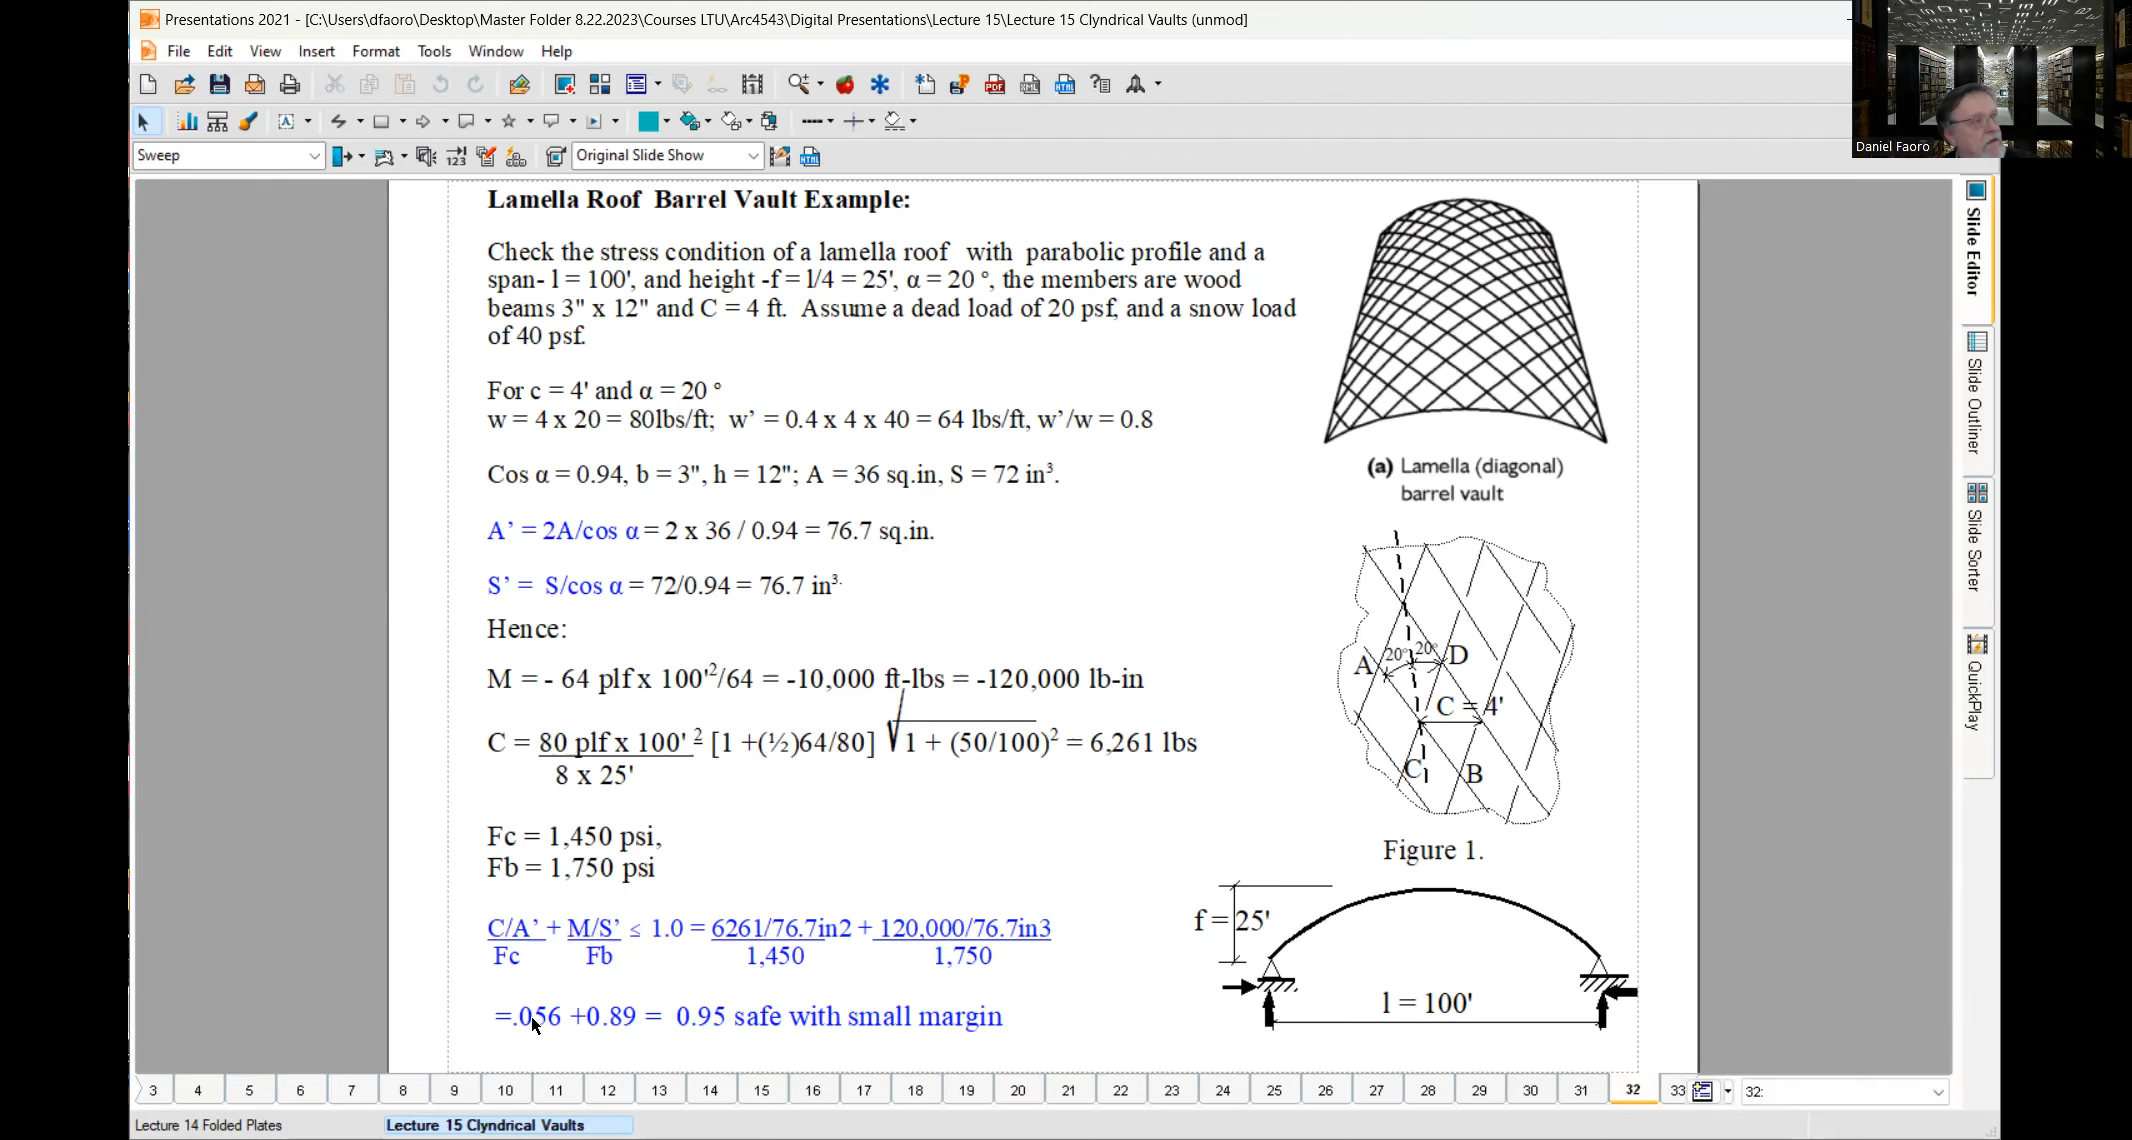 Presentations 2021 - [C:\Users\dfaoro\Desktop\Master Folder 8.22.2023\Courses LTU\Arc4543\Digital Presentations\Lecture 15\Lecture 15 Clyndrical Vaults (unmod]
File Edit View Insert Format Tools Window Help
Sweep
123
Original Slide Show
Daniel Faoro
Lamella Roof Barrel Vault Example:
Check the stress condition of a lamella roof with parabolic profile and a
span- l = 100', and height -f = l/4 = 25', α = 20 °, the members are wood
beams 3" x 12" and C = 4 ft. Assume a dead load of 20 psf, and a snow load
of 40 psf.
For c = 4' and α = 20 °
w = 4 x 20 = 80lbs/ft; w' = 0.4 x 4 x 40 = 64 lbs/ft, w'/w = 0.8
Cos α = 0.94, b = 3", h = 12"; A = 36 sq.in, S = 72 in³.
A' = 2A/cos α = 2 x 36 / 0.94 = 76.7 sq.in.
S' = S/cos α = 72/0.94 = 76.7 in³.
Hence:
M = - 64 plf x 100'²/64 = -10,000 ft-lbs = -120,000 lb-in
C = 80 plf x 100' ² [1 +(½)64/80] √1 + (50/100)² = 6,261 lbs
8 x 25'
Fc = 1,450 psi,
Fb = 1,750 psi
C/A' + M/S' ≤ 1.0 = 6261/76.7in2 + 120,000/76.7in3
Fc Fb 1,450 1,750
=.056 +0.89 = 0.95 safe with small margin
(a) Lamella (diagonal)
barrel vault
20° 20°
A D
C = 4'
C B
Figure 1.
f = 25'
l = 100'
Slide Editor
Slide Outliner
Slide Sorter
QuickPlay
3 4 5 6 7 8 9 10 11 12 13 14 15 16 17 18 19 20 21 22 23 24 25 26 27 28 29 30 31 32 33
32:
Lecture 14 Folded Plates Lecture 15 Clyndrical Vaults